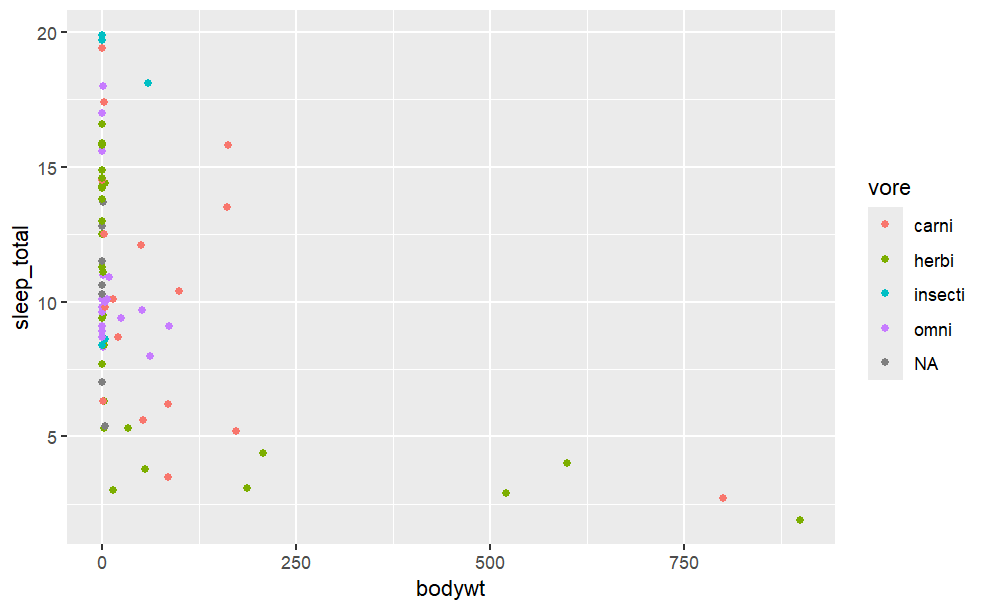 20
15
10
5
sleep_total
0 250 500 750
bodywt
vore
carni
herbi
insecti
omni
NA